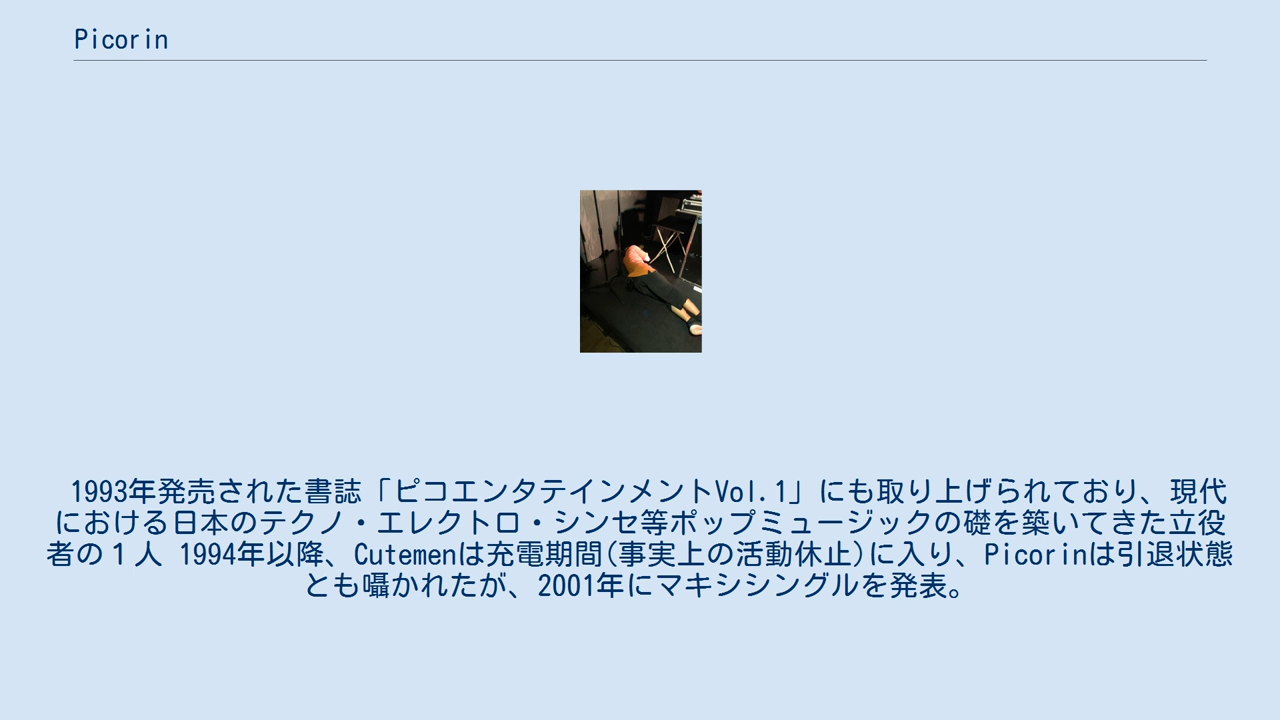 Picorin
1993年発売された書誌「ピコエンタテインメントVol.1」にも取り上げられており、現代
における日本のテクノ・エレクトロ・シンセ等ポップミュージックの礎を築いてきた立役
者の１人 1994年以降、Cutemenは充電期間(事実上の活動休止)に入り、Picorinは引退状態
とも囁かれたが、2001年にマキシシングルを発表。